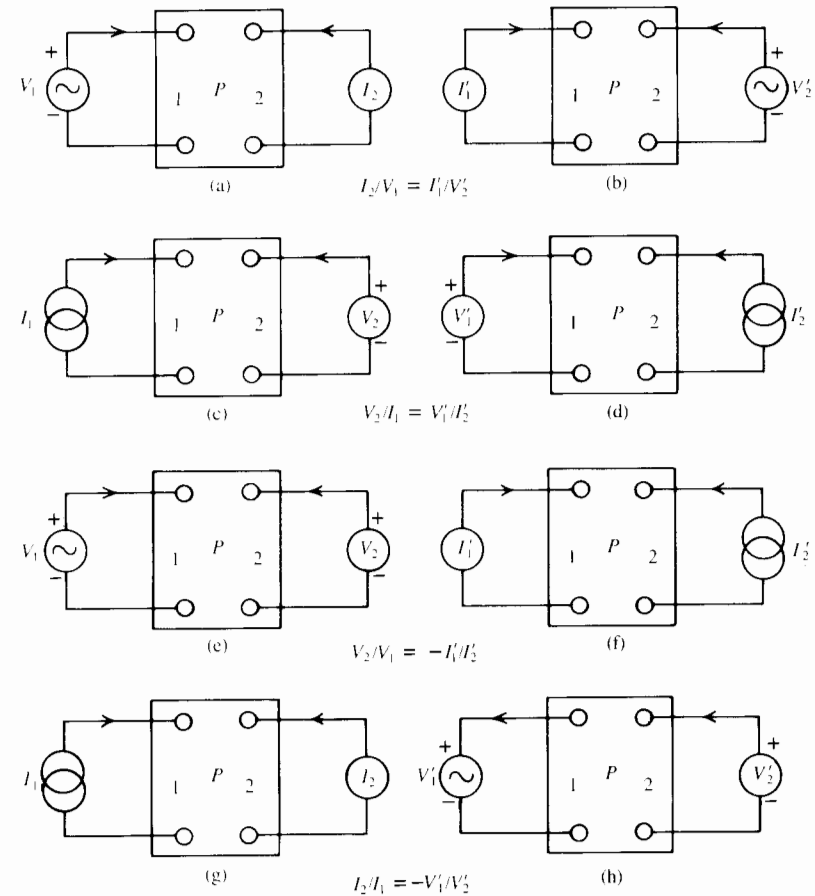 + V₁ − 1 P 2 I₂
I′₁ 1 P 2 + V′₂ −
(a) I₂/V₁ = I′₁/V′₂ (b)
I₁ 1 P 2 + V₂ −
+ V′₁ − 1 P 2 I′₂
(c) V₂/I₁ = V′₁/I′₂ (d)
+ V₁ − 1 P 2 + V₂ −
I′₁ 1 P 2 I′₂
(e) V₂/V₁ = −I′₁/I′₂ (f)
I₁ 1 P 2 I₂
+ V′₁ − 1 P 2 + V′₂ −
(g) I₂/I₁ = −V′₁/V′₂ (h)